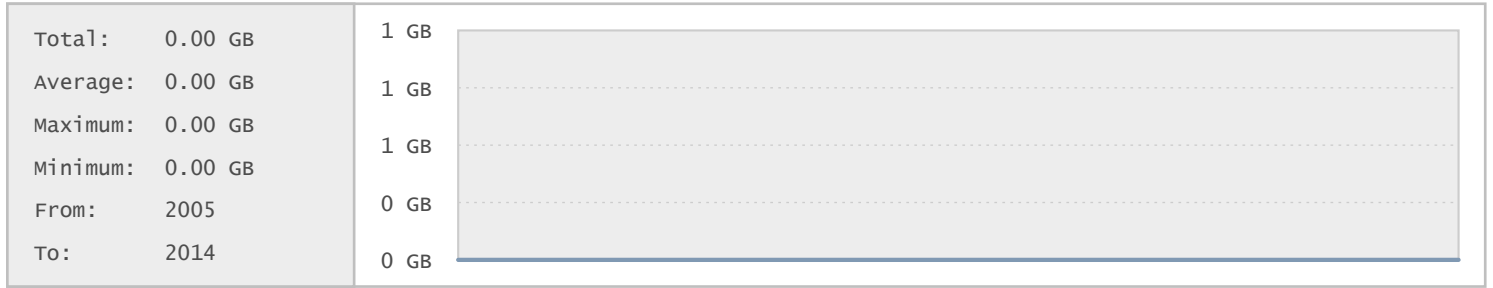 Total: 0.00 GB
Average: 0.00 GB
Maximum: 0.00 GB
Minimum: 0.00 GB
From: 2005
To: 2014
1 GB
1 GB
1 GB
0 GB
0 GB